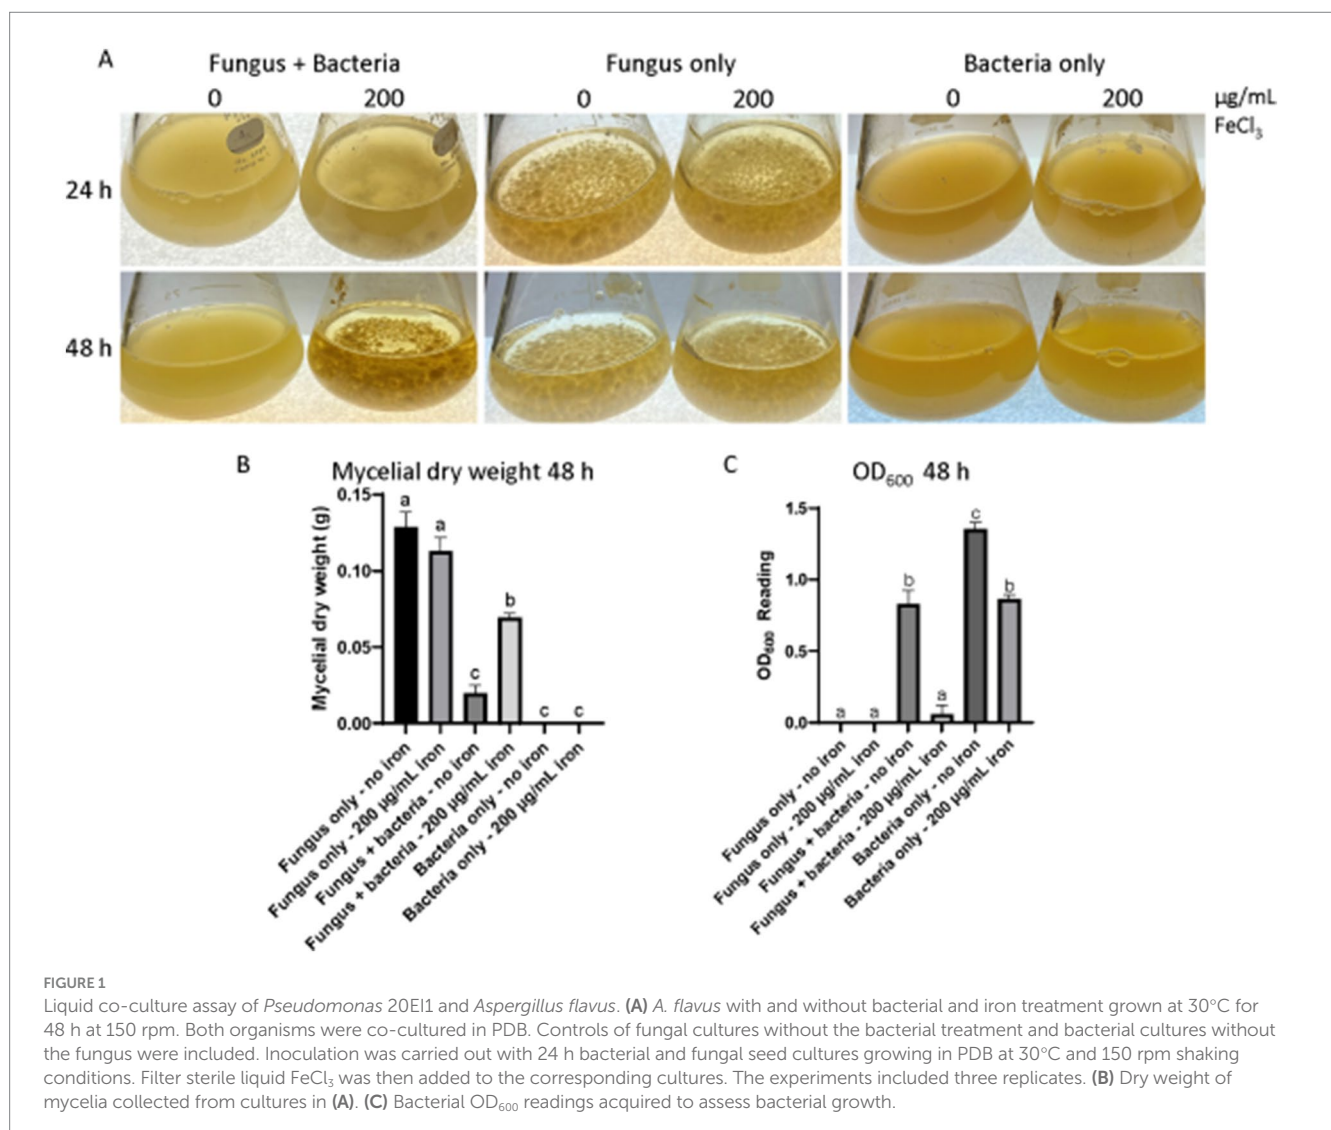 A
Fungus + Bacteria Fungus only Bacteria only
0 200 0 200 0 200 µg/mL
FeCl₃
24 h
48 h
B
Mycelial dry weight 48 h
Mycelial dry weight (g)
0.15
0.10
0.05
0.00
a a c b c c
Fungus only - no iron
Fungus only - 200 µg/mL iron
Fungus + bacteria - no iron
Fungus + bacteria - 200 µg/mL iron
Bacteria only - no iron
Bacteria only - 200 µg/mL iron
C
OD₆₀₀ 48 h
OD₆₀₀ Reading
1.5
1.0
0.5
0.0
a a b a c b
Fungus only - no iron
Fungus only - 200 µg/mL iron
Fungus + bacteria - no iron
Fungus + bacteria - 200 µg/mL iron
Bacteria only - no iron
Bacteria only - 200 µg/mL iron
FIGURE 1
Liquid co-culture assay of Pseudomonas 20EI1 and Aspergillus flavus. (A) A. flavus with and without bacterial and iron treatment grown at 30°C for
48 h at 150 rpm. Both organisms were co-cultured in PDB. Controls of fungal cultures without the bacterial treatment and bacterial cultures without
the fungus were included. Inoculation was carried out with 24 h bacterial and fungal seed cultures growing in PDB at 30°C and 150 rpm shaking
conditions. Filter sterile liquid FeCl₃ was then added to the corresponding cultures. The experiments included three replicates. (B) Dry weight of
mycelia collected from cultures in (A). (C) Bacterial OD₆₀₀ readings acquired to assess bacterial growth.